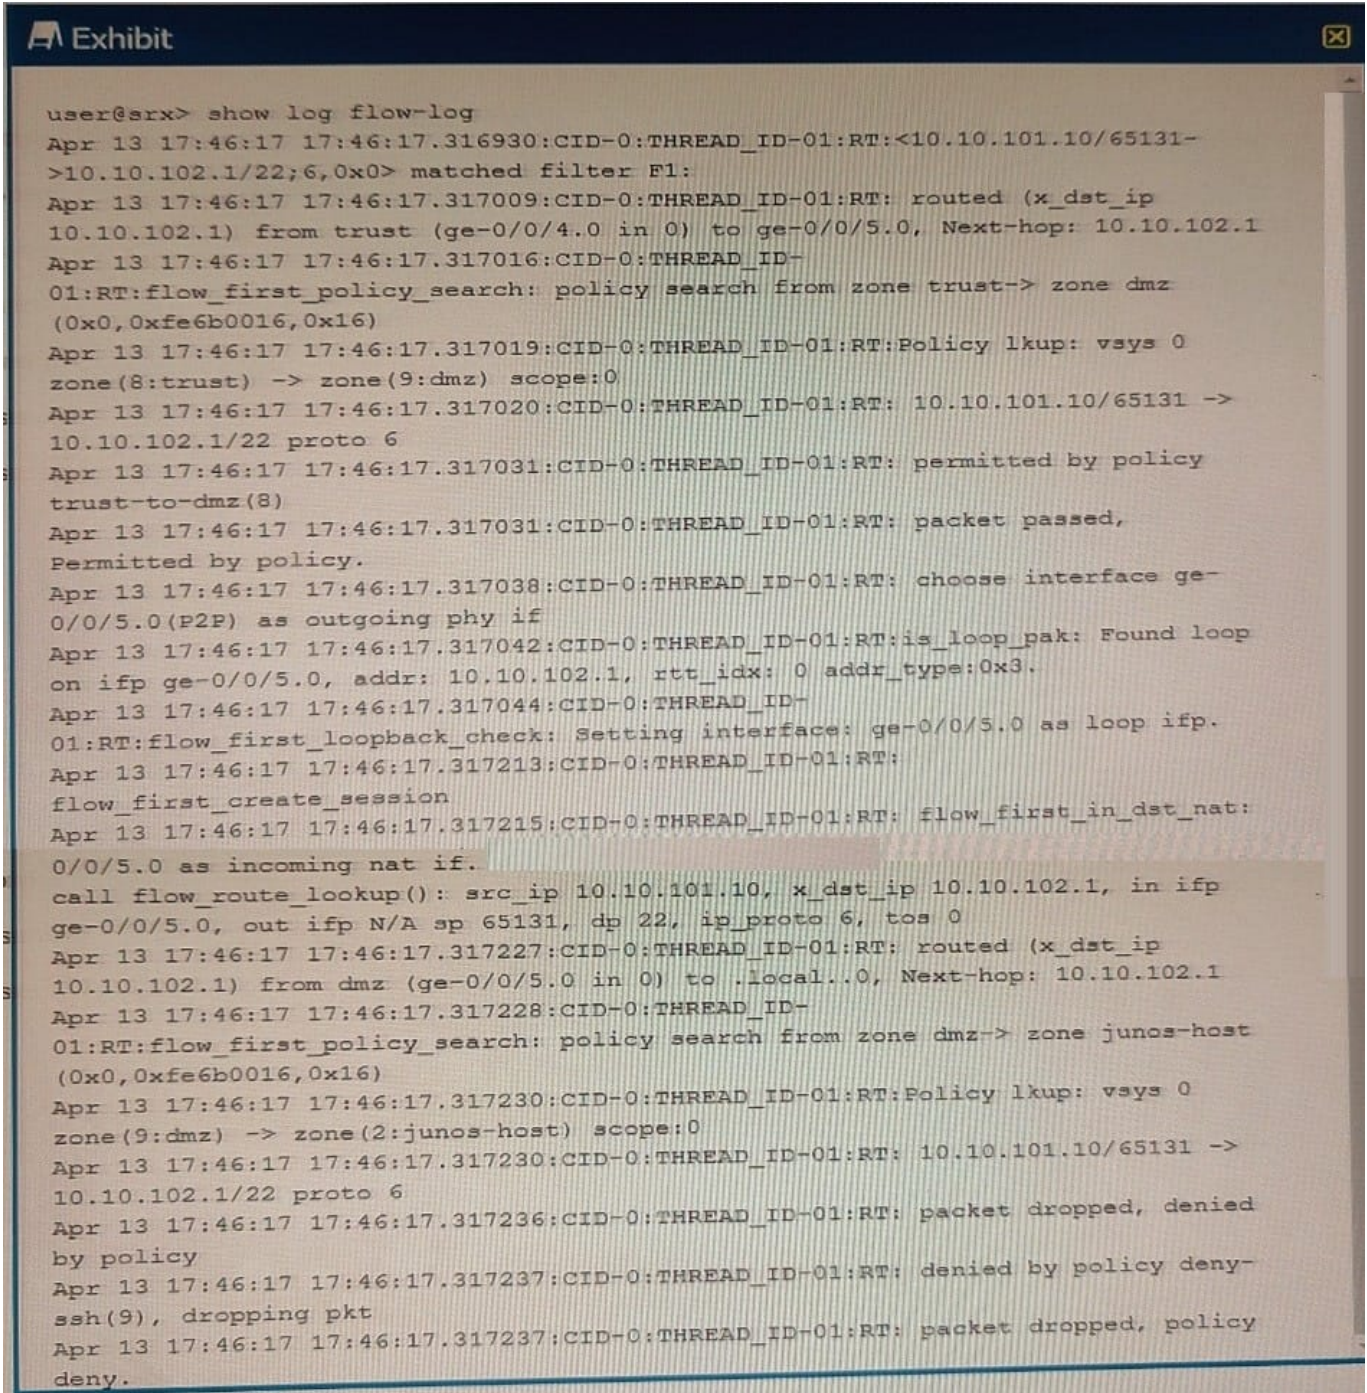 Exhibit
user@srx> show log flow-log
Apr 13 17:46:17 17:46:17.316930:CID-0:THREAD_ID-01:RT:<10.10.101.10/65131-
>10.10.102.1/22;6,0x0> matched filter F1:
Apr 13 17:46:17 17:46:17.317009:CID-0:THREAD_ID-01:RT: routed (x_dst_ip
10.10.102.1) from trust (ge-0/0/4.0 in 0) to ge-0/0/5.0, Next-hop: 10.10.102.1
Apr 13 17:46:17 17:46:17.317016:CID-0:THREAD_ID-
01:RT:flow_first_policy_search: policy search from zone trust-> zone dmz
(0x0,0xfe6b0016,0x16)
Apr 13 17:46:17 17:46:17.317019:CID-0:THREAD_ID-01:RT:Policy lkup: vsys 0
zone(8:trust) -> zone(9:dmz) scope:0
Apr 13 17:46:17 17:46:17.317020:CID-0:THREAD_ID-01:RT: 10.10.101.10/65131 ->
10.10.102.1/22 proto 6
Apr 13 17:46:17 17:46:17.317031:CID-0:THREAD_ID-01:RT: permitted by policy
trust-to-dmz(8)
Apr 13 17:46:17 17:46:17.317031:CID-0:THREAD_ID-01:RT: packet passed,
Permitted by policy.
Apr 13 17:46:17 17:46:17.317038:CID-0:THREAD_ID-01:RT: choose interface ge-
0/0/5.0(P2P) as outgoing phy if
Apr 13 17:46:17 17:46:17.317042:CID-0:THREAD_ID-01:RT:is_loop_pak: Found loop
on ifp ge-0/0/5.0, addr: 10.10.102.1, rtt_idx: 0 addr_type:0x3.
Apr 13 17:46:17 17:46:17.317044:CID-0:THREAD_ID-
01:RT:flow_first_loopback_check: Setting interface: ge-0/0/5.0 as loop ifp.
Apr 13 17:46:17 17:46:17.317213:CID-0:THREAD_ID-01:RT:
flow_first_create_session
Apr 13 17:46:17 17:46:17.317215:CID-0:THREAD_ID-01:RT: flow_first_in_dst_nat:
0/0/5.0 as incoming nat if.
call flow_route_lookup(): src_ip 10.10.101.10, x_dst_ip 10.10.102.1, in ifp
ge-0/0/5.0, out ifp N/A sp 65131, dp 22, ip_proto 6, tos 0
Apr 13 17:46:17 17:46:17.317227:CID-0:THREAD_ID-01:RT: routed (x_dst_ip
10.10.102.1) from dmz (ge-0/0/5.0 in 0) to .local..0, Next-hop: 10.10.102.1
Apr 13 17:46:17 17:46:17.317228:CID-0:THREAD_ID-
01:RT:flow_first_policy_search: policy search from zone dmz-> zone junos-host
(0x0,0xfe6b0016,0x16)
Apr 13 17:46:17 17:46:17.317230:CID-0:THREAD_ID-01:RT:Policy lkup: vsys 0
zone(9:dmz) -> zone(2:junos-host) scope:0
Apr 13 17:46:17 17:46:17.317230:CID-0:THREAD_ID-01:RT: 10.10.101.10/65131 ->
10.10.102.1/22 proto 6
Apr 13 17:46:17 17:46:17.317236:CID-0:THREAD_ID-01:RT: packet dropped, denied
by policy
Apr 13 17:46:17 17:46:17.317237:CID-0:THREAD_ID-01:RT: denied by policy deny-
ssh(9), dropping pkt
Apr 13 17:46:17 17:46:17.317237:CID-0:THREAD_ID-01:RT: packet dropped, policy
deny.